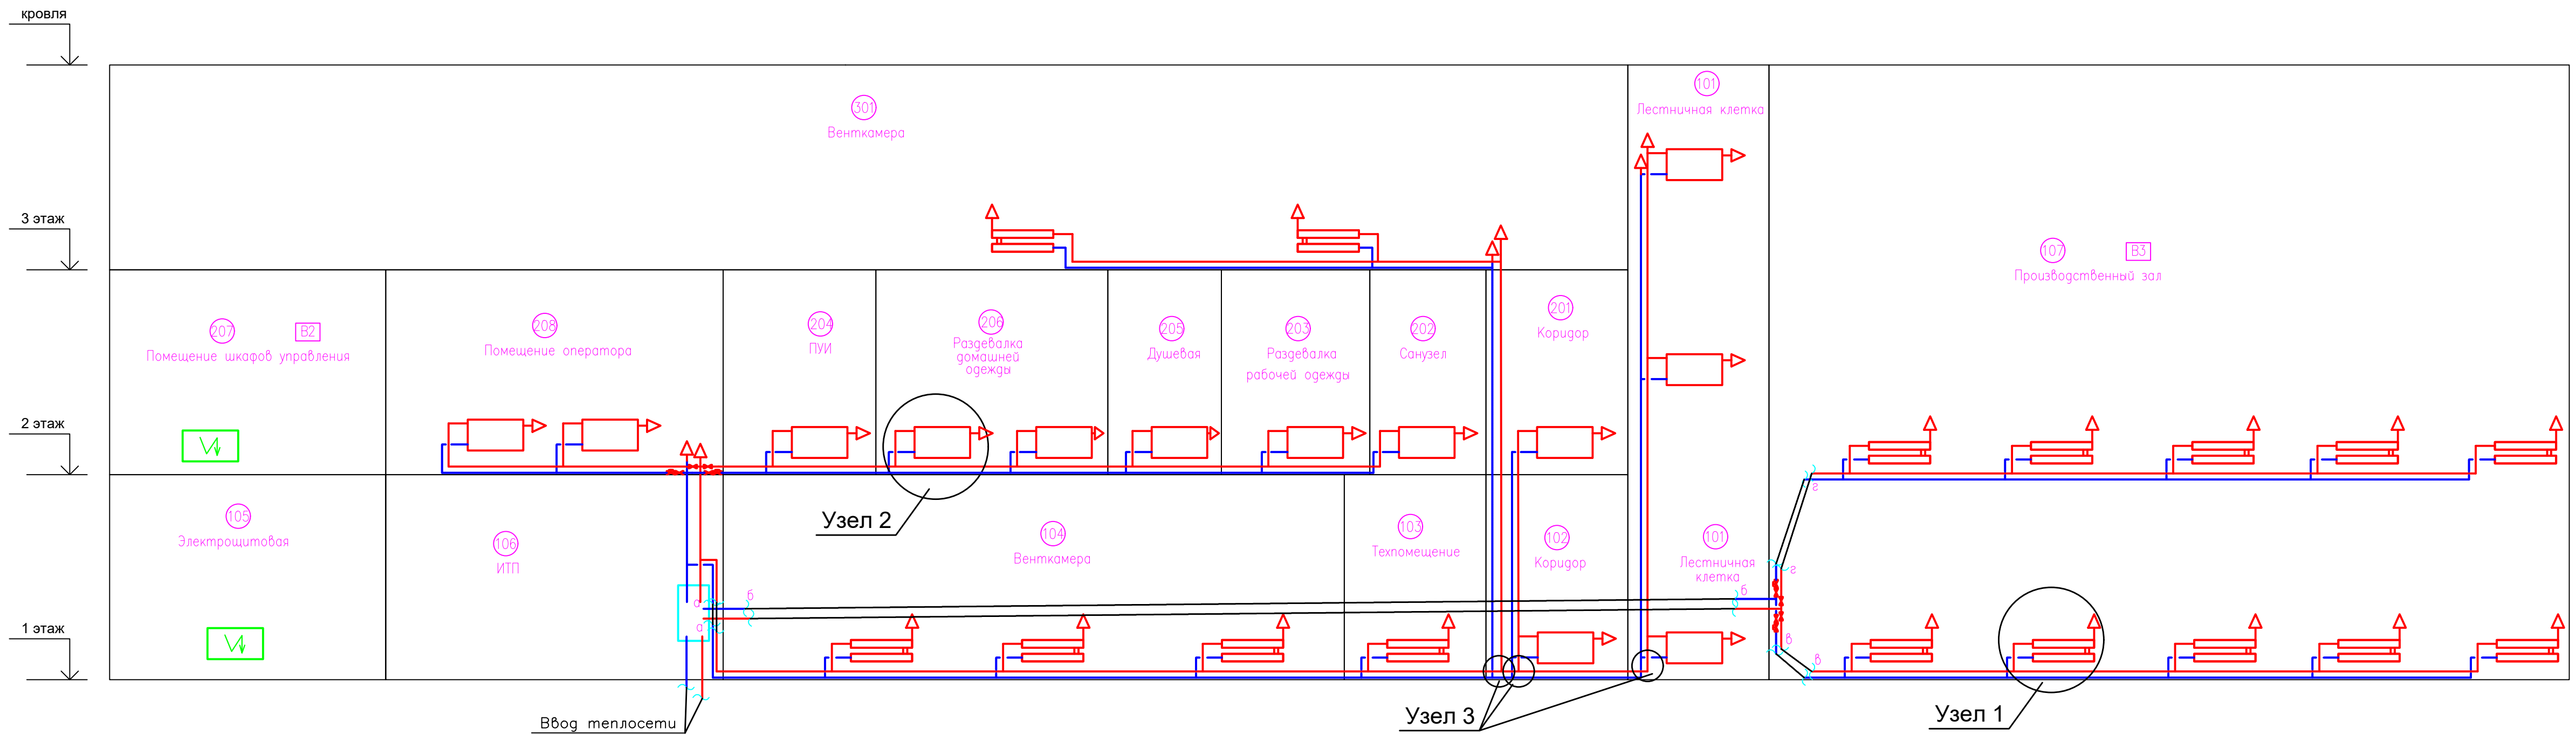 кровля
101
Лестничная клетка
301
Венткамера
3 этаж
107
В3
Производственный зал
207
В2
Помещение шкафов управления
208
Помещение оператора
204
ПУИ
206
Раздевалка
домашней
одежды
205
Душевая
203
Раздевалка
рабочей одежды
202
Санузел
201
Коридор
2 этаж
г
105
Электрощитовая
106
ИТП
Узел 2
104
Венткамера
103
Техпомещение
102
Коридор
101
Лестничная
клетка
г
а
б
б
а
1 этаж
в
в
Ввод теплосети
Узел 3
Узел 1